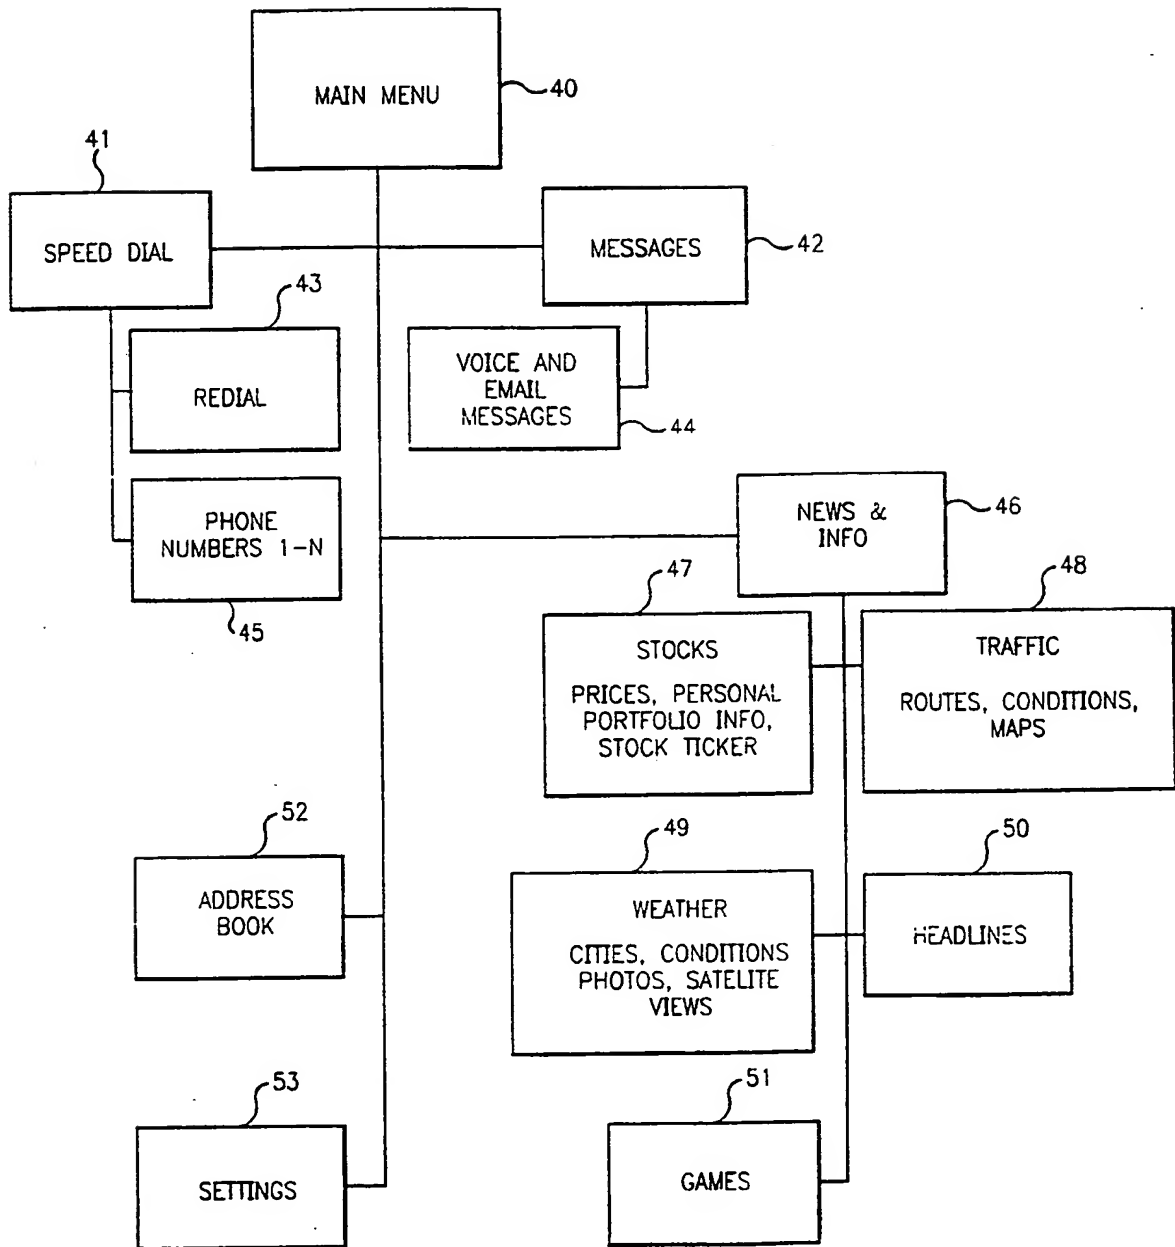 MAIN MENU
40
41
SPEED DIAL
MESSAGES
42
43
REDIAL
VOICE AND
EMAIL
MESSAGES
44
PHONE
NUMBERS 1-N
45
NEWS &
INFO
46
47
STOCKS
PRICES, PERSONAL
PORTFOLIO INFO,
STOCK TICKER
48
TRAFFIC
ROUTES, CONDITIONS,
MAPS
52
ADDRESS
BOOK
49
WEATHER
CITIES, CONDITIONS
PHOTOS, SATELITE
VIEWS
50
HEADLINES
53
SETTINGS
51
GAMES